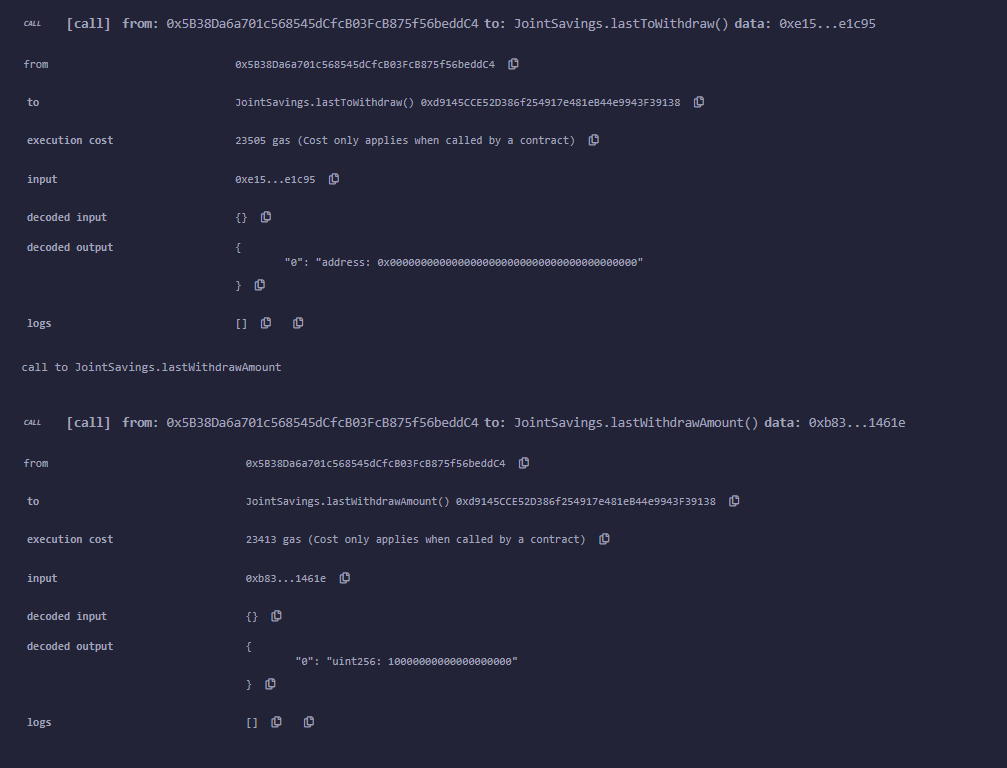 CALL [call] from: 0x5B38Da6a701c568545dCfcB03FcB875f56beddC4 to: JointSavings.lastToWithdraw() data: 0xe15...e1c95
from 0x5B38Da6a701c568545dCfcB03FcB875f56beddC4
to JointSavings.lastToWithdraw() 0xd9145CCE52D386f254917e481eB44e9943F39138
execution cost 23505 gas (Cost only applies when called by a contract)
input 0xe15...e1c95
decoded input {}
decoded output {
"0": "address: 0x0000000000000000000000000000000000000000"
}
logs []
call to JointSavings.lastWithdrawAmount
CALL [call] from: 0x5B38Da6a701c568545dCfcB03FcB875f56beddC4 to: JointSavings.lastWithdrawAmount() data: 0xb83...1461e
from 0x5B38Da6a701c568545dCfcB03FcB875f56beddC4
to JointSavings.lastWithdrawAmount() 0xd9145CCE52D386f254917e481eB44e9943F39138
execution cost 23413 gas (Cost only applies when called by a contract)
input 0xb83...1461e
decoded input {}
decoded output {
"0": "uint256: 10000000000000000000"
}
logs []